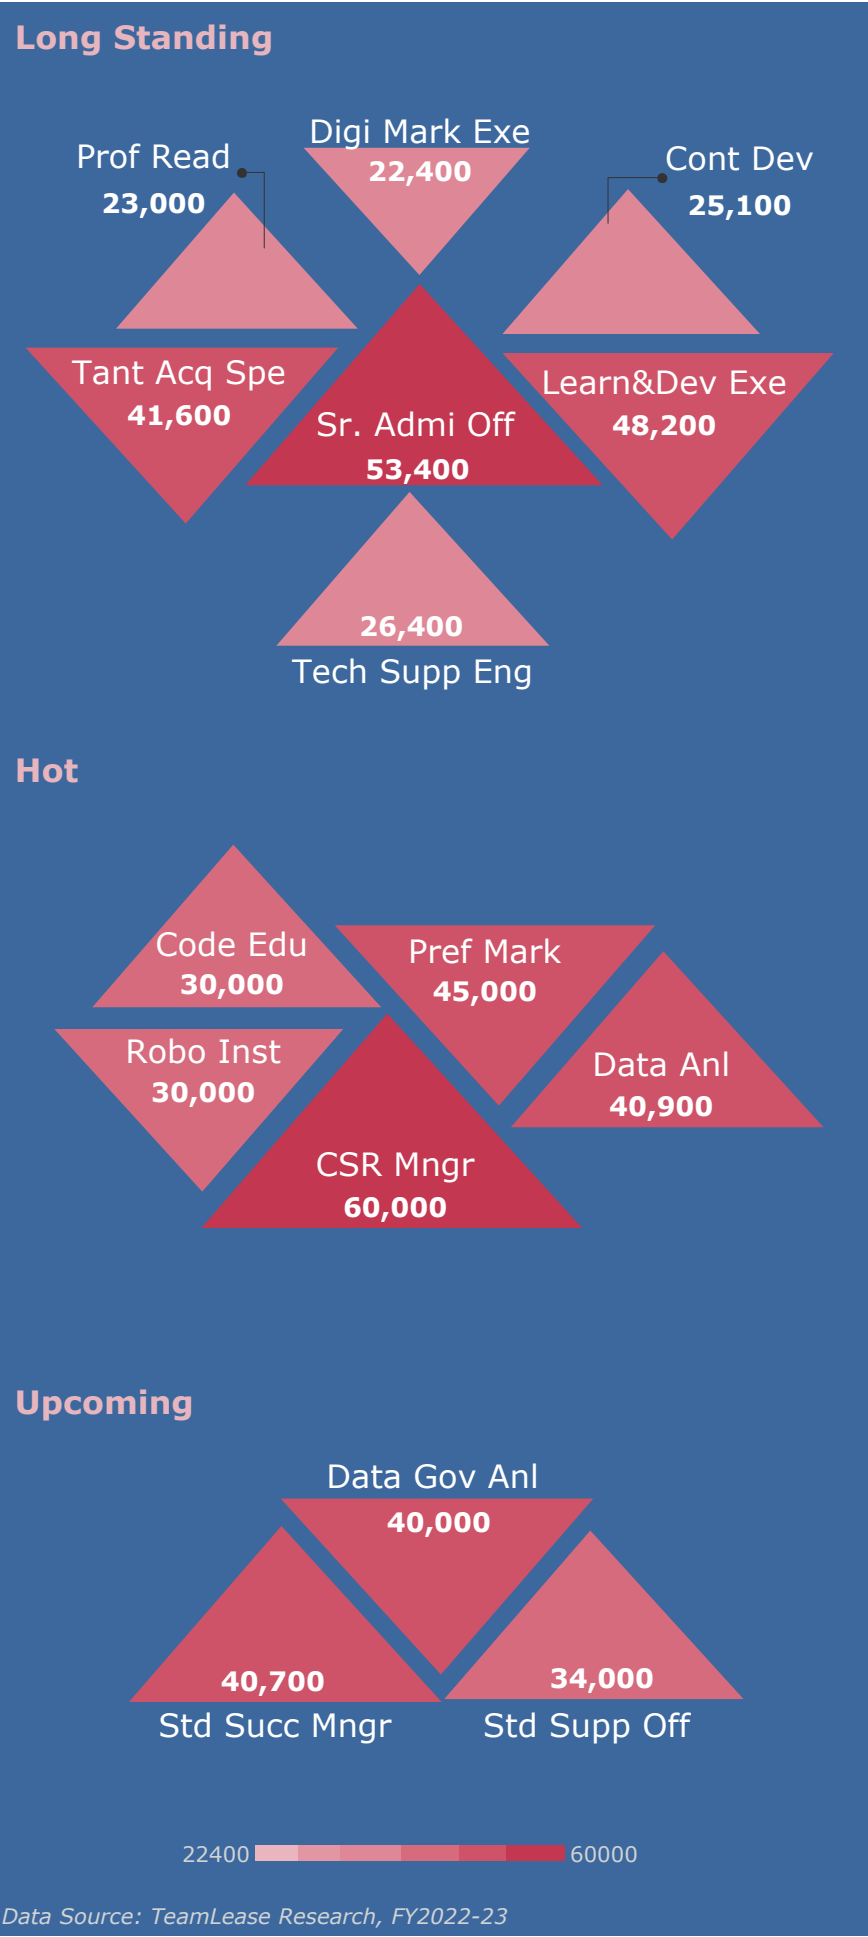 Long Standing
Digi Mark Exe
22,400
Prof Read
23,000
Cont Dev
25,100
Tant Acq Spe
41,600
Learn&Dev Exe
48,200
Sr. Admi Off
53,400
26,400
Tech Supp Eng
Hot
Code Edu
30,000
Pref Mark
45,000
Robo Inst
30,000
Data Anl
40,900
CSR Mngr
60,000
Upcoming
Data Gov Anl
40,000
40,700
Std Succ Mngr
34,000
Std Supp Off
22400 60000
Data Source: TeamLease Research, FY2022-23